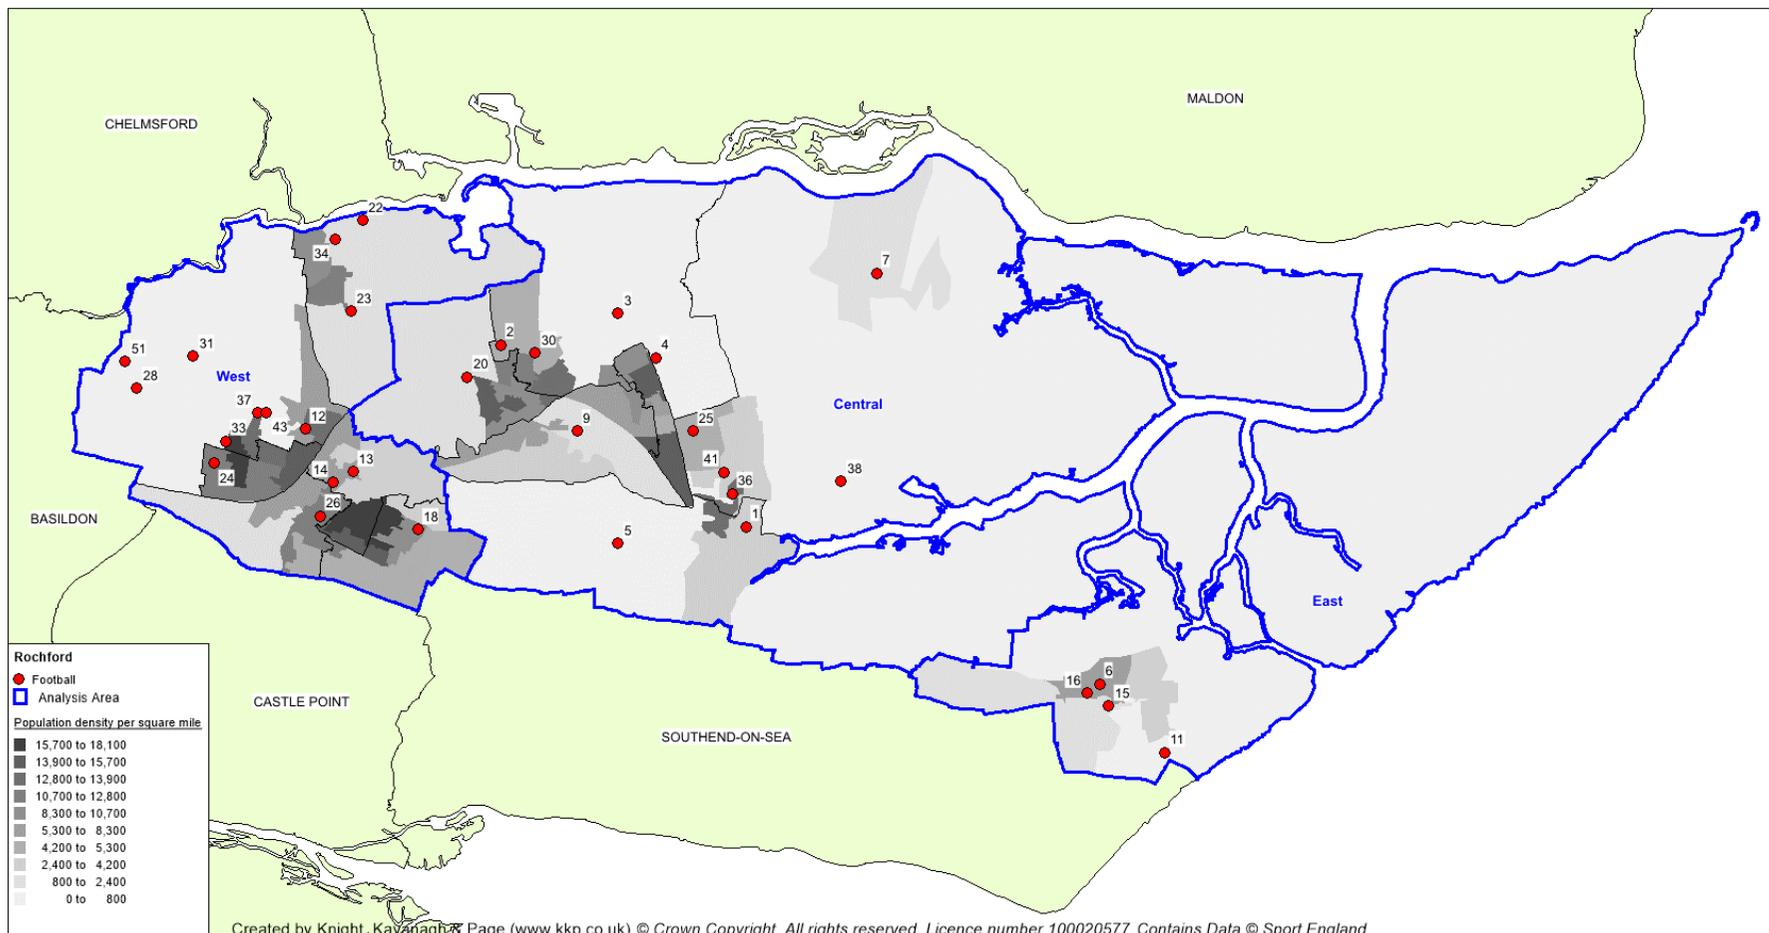 MALDON
CHELMSFORD
22
34
7
23
3
2
30
51
31
4
20
28
West
37
Central
12
9
25
33
43
13
14
41
38
24
36
26
18
1
BASILDON
5
East
Rochford
Football
6
16
Analysis Area
15
CASTLE POINT
Population density per square mile
SOUTHEND-ON-SEA
11
15,700 to 18,100
13,900 to 15,700
12,800 to 13,900
10,700 to 12,800
8,300 to 10,700
5,300 to 8,300
4,200 to 5,300
2,400 to 4,200
800 to 2,400
0 to 800
Created by Knight, Kavanagh & Page (www.kkp.co.uk) © Crown Copyright. All rights reserved. Licence number 100020577. Contains Data © Sport England